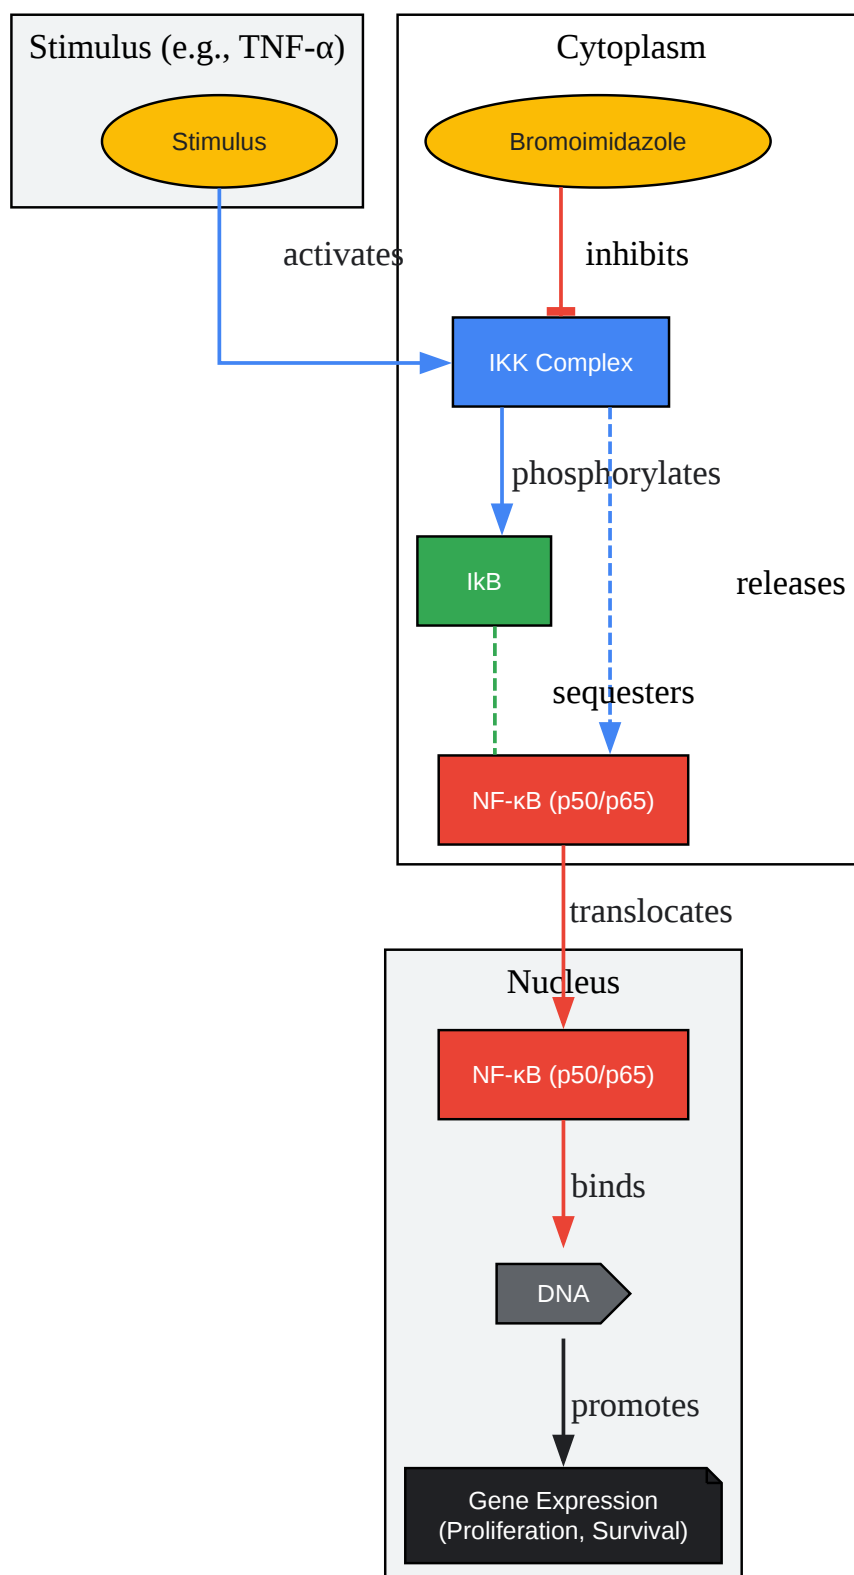 Stimulus (e.g., TNF-α)
Cytoplasm
Stimulus
Bromoimidazole
activates
inhibits
IKK Complex
phosphorylates
IkB
releases
sequesters
NF-κB (p50/p65)
translocates
Nucleus
NF-κB (p50/p65)
binds
DNA
promotes
Gene Expression
(Proliferation, Survival)